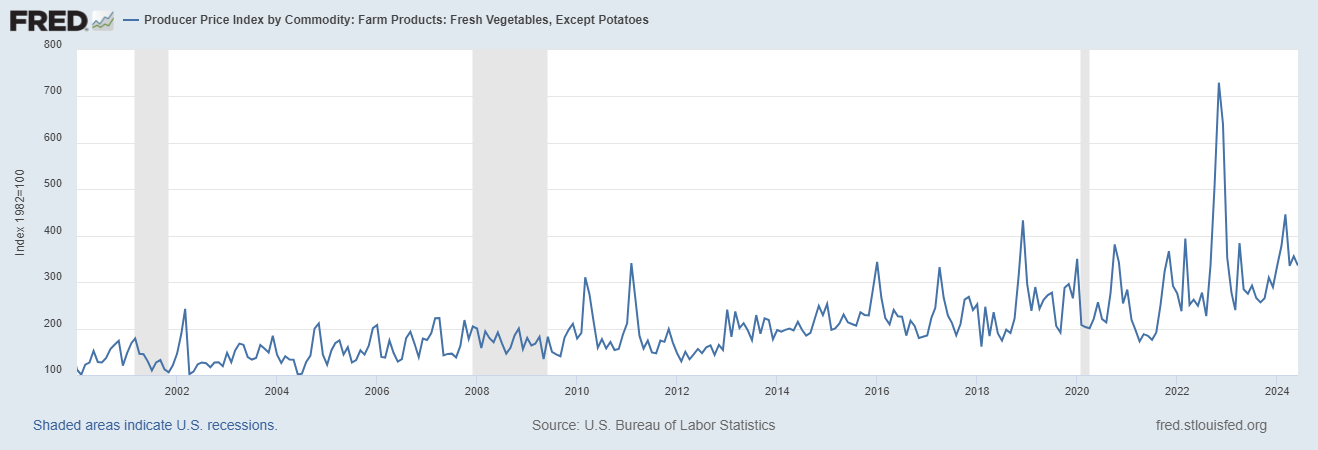 FRED
Producer Price Index by Commodity: Farm Products: Fresh Vegetables, Except Potatoes
800
700
600
500
400
300
200
100
Index 1982=100
2002 2004 2006 2008 2010 2012 2014 2016 2018 2020 2022 2024
Shaded areas indicate U.S. recessions.
Source: U.S. Bureau of Labor Statistics
fred.stlouisfed.org